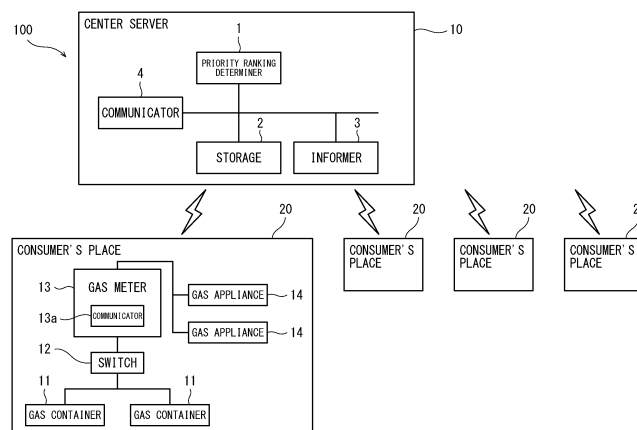 CENTER SERVER
10
100
1
PRIORITY RANKING
DETERMINER
4
COMMUNICATOR
2
3
STORAGE
INFORMER
20
20
20
CONSUMER'S PLACE
CONSUMER'S
PLACE
CONSUMER'S
PLACE
CONSUMER'S
PLACE
13
GAS METER
13a
COMMUNICATOR
GAS APPLIANCE
14
GAS APPLIANCE
14
12
SWITCH
11
11
GAS CONTAINER
GAS CONTAINER